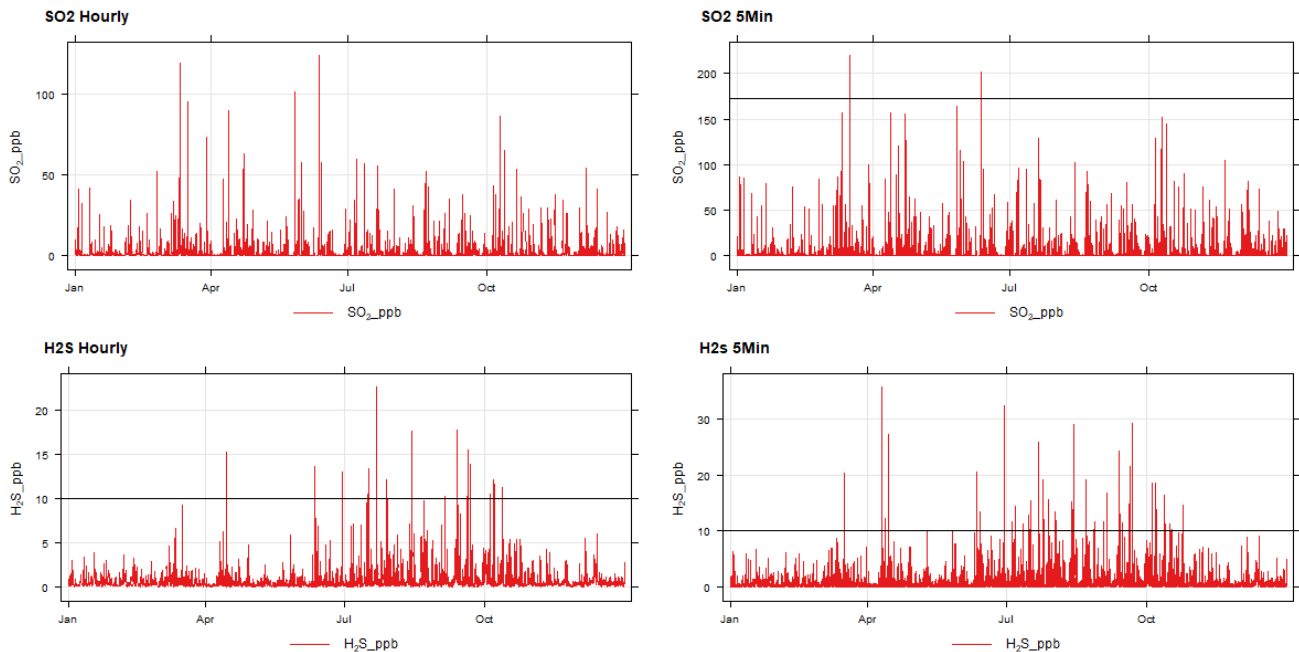 SO2 Hourly
SO₂_ppb
100
50
0
Jan Apr Jul Oct
SO₂_ppb
SO2 5Min
SO₂_ppb
200
150
100
50
0
Jan Apr Jul Oct
SO₂_ppb
H2S Hourly
H₂S_ppb
20
15
10
5
0
Jan Apr Jul Oct
H₂S_ppb
H2s 5Min
H₂S_ppb
30
20
10
0
Jan Apr Jul Oct
H₂S_ppb